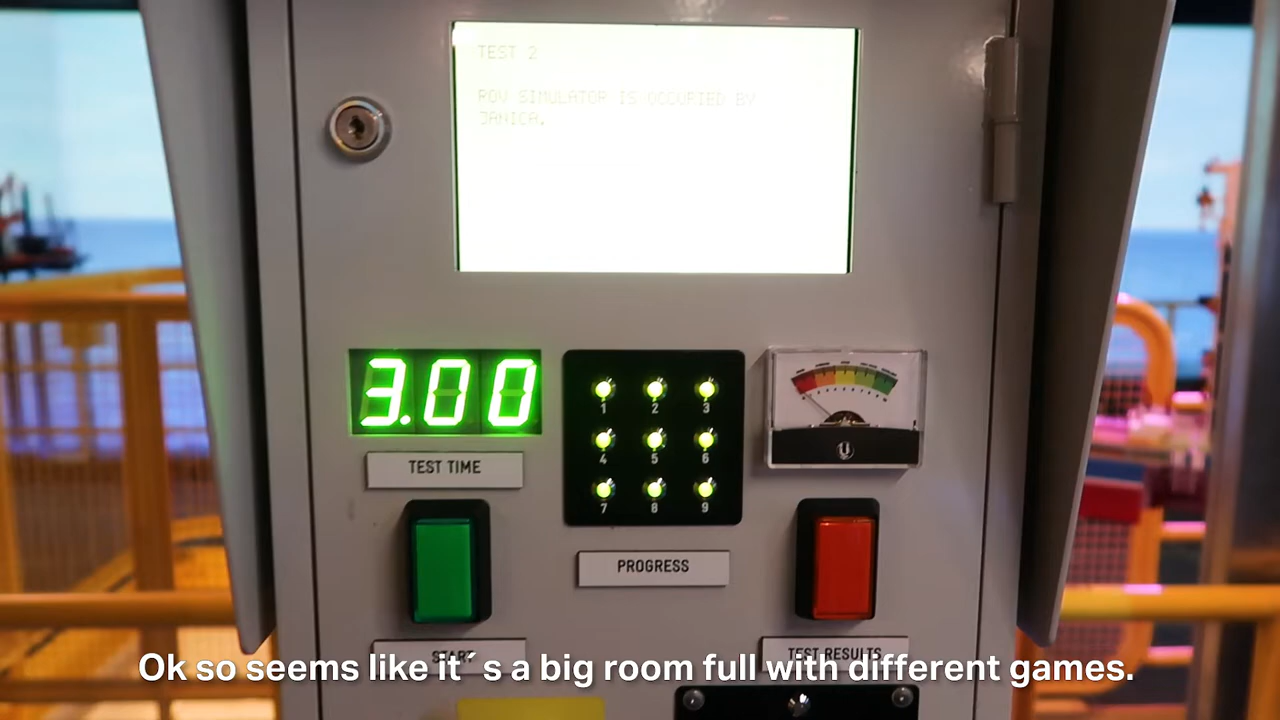 TEST 2
ROV SIMULATOR IS OCCUPIED BY
JANICA.
3.00
TEST TIME
1 2 3
4 5 6
7 8 9
PROGRESS
START
TEST RESULTS
Ok so seems like it´s a big room full with different games.